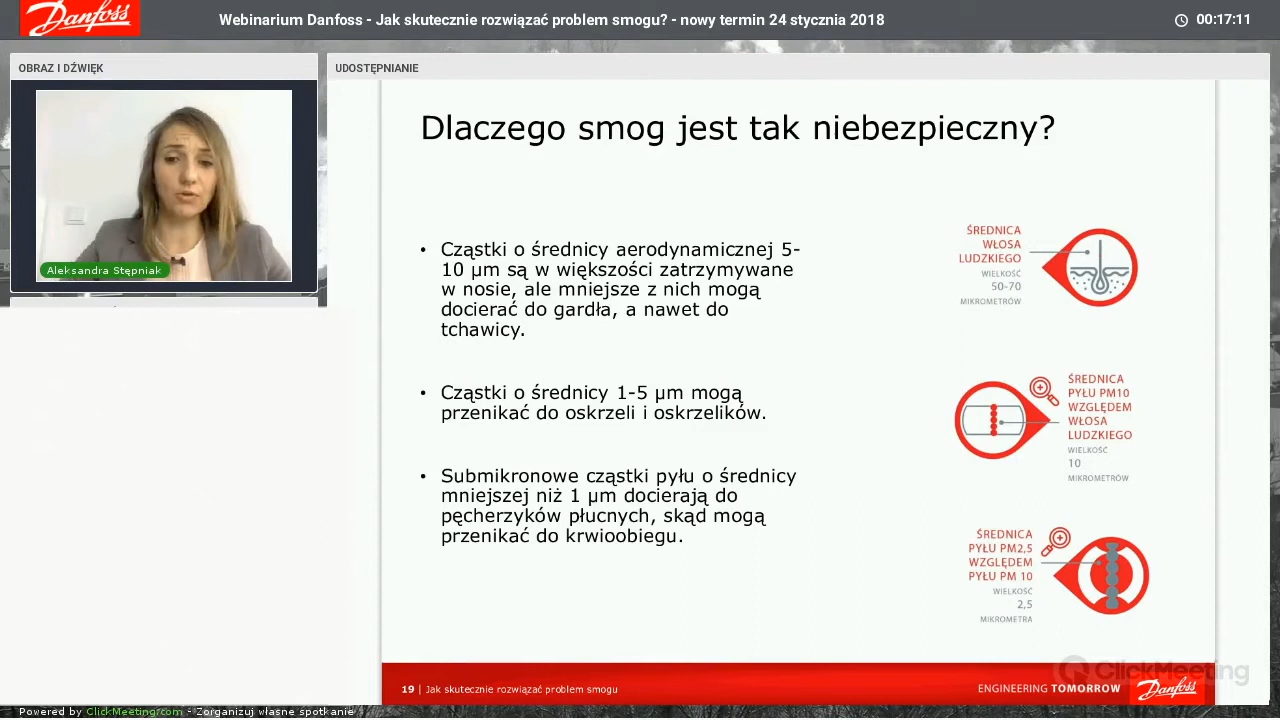 Danfoss
Webinarium Danfoss - Jak skutecznie rozwiązać problem smogu? - nowy termin 24 stycznia 2018
00:17:11
OBRAZ I DŹWIĘK
UDOSTĘPNIANIE
Aleksandra Stępniak
Dlaczego smog jest tak niebezpieczny?
• Cząstki o średnicy aerodynamicznej 5-
10 µm są w większości zatrzymywane
w nosie, ale mniejsze z nich mogą
docierać do gardła, a nawet do
tchawicy.
• Cząstki o średnicy 1-5 µm mogą
przenikać do oskrzeli i oskrzelików.
• Submikronowe cząstki pyłu o średnicy
mniejszej niż 1 µm docierają do
pęcherzyków płucnych, skąd mogą
przenikać do krwioobiegu.
ŚREDNICA
WŁOSA
LUDZKIEGO
WIELKOŚĆ
50-70
MIKROMETRÓW
ŚREDNICA
PYŁU PM10
WZGLĘDEM
WŁOSA
LUDZKIEGO
WIELKOŚĆ
10
MIKROMETRÓW
ŚREDNICA
PYŁU PM2,5
WZGLĘDEM
PYŁU PM 10
WIELKOŚĆ
2,5
MIKROMETRA
ClickMeeting
19 | Jak skutecznie rozwiązać problem smogu
ENGINEERING TOMORROW
Danfoss
Powered by ClickMeeting.com - Zorganizuj własne spotkanie